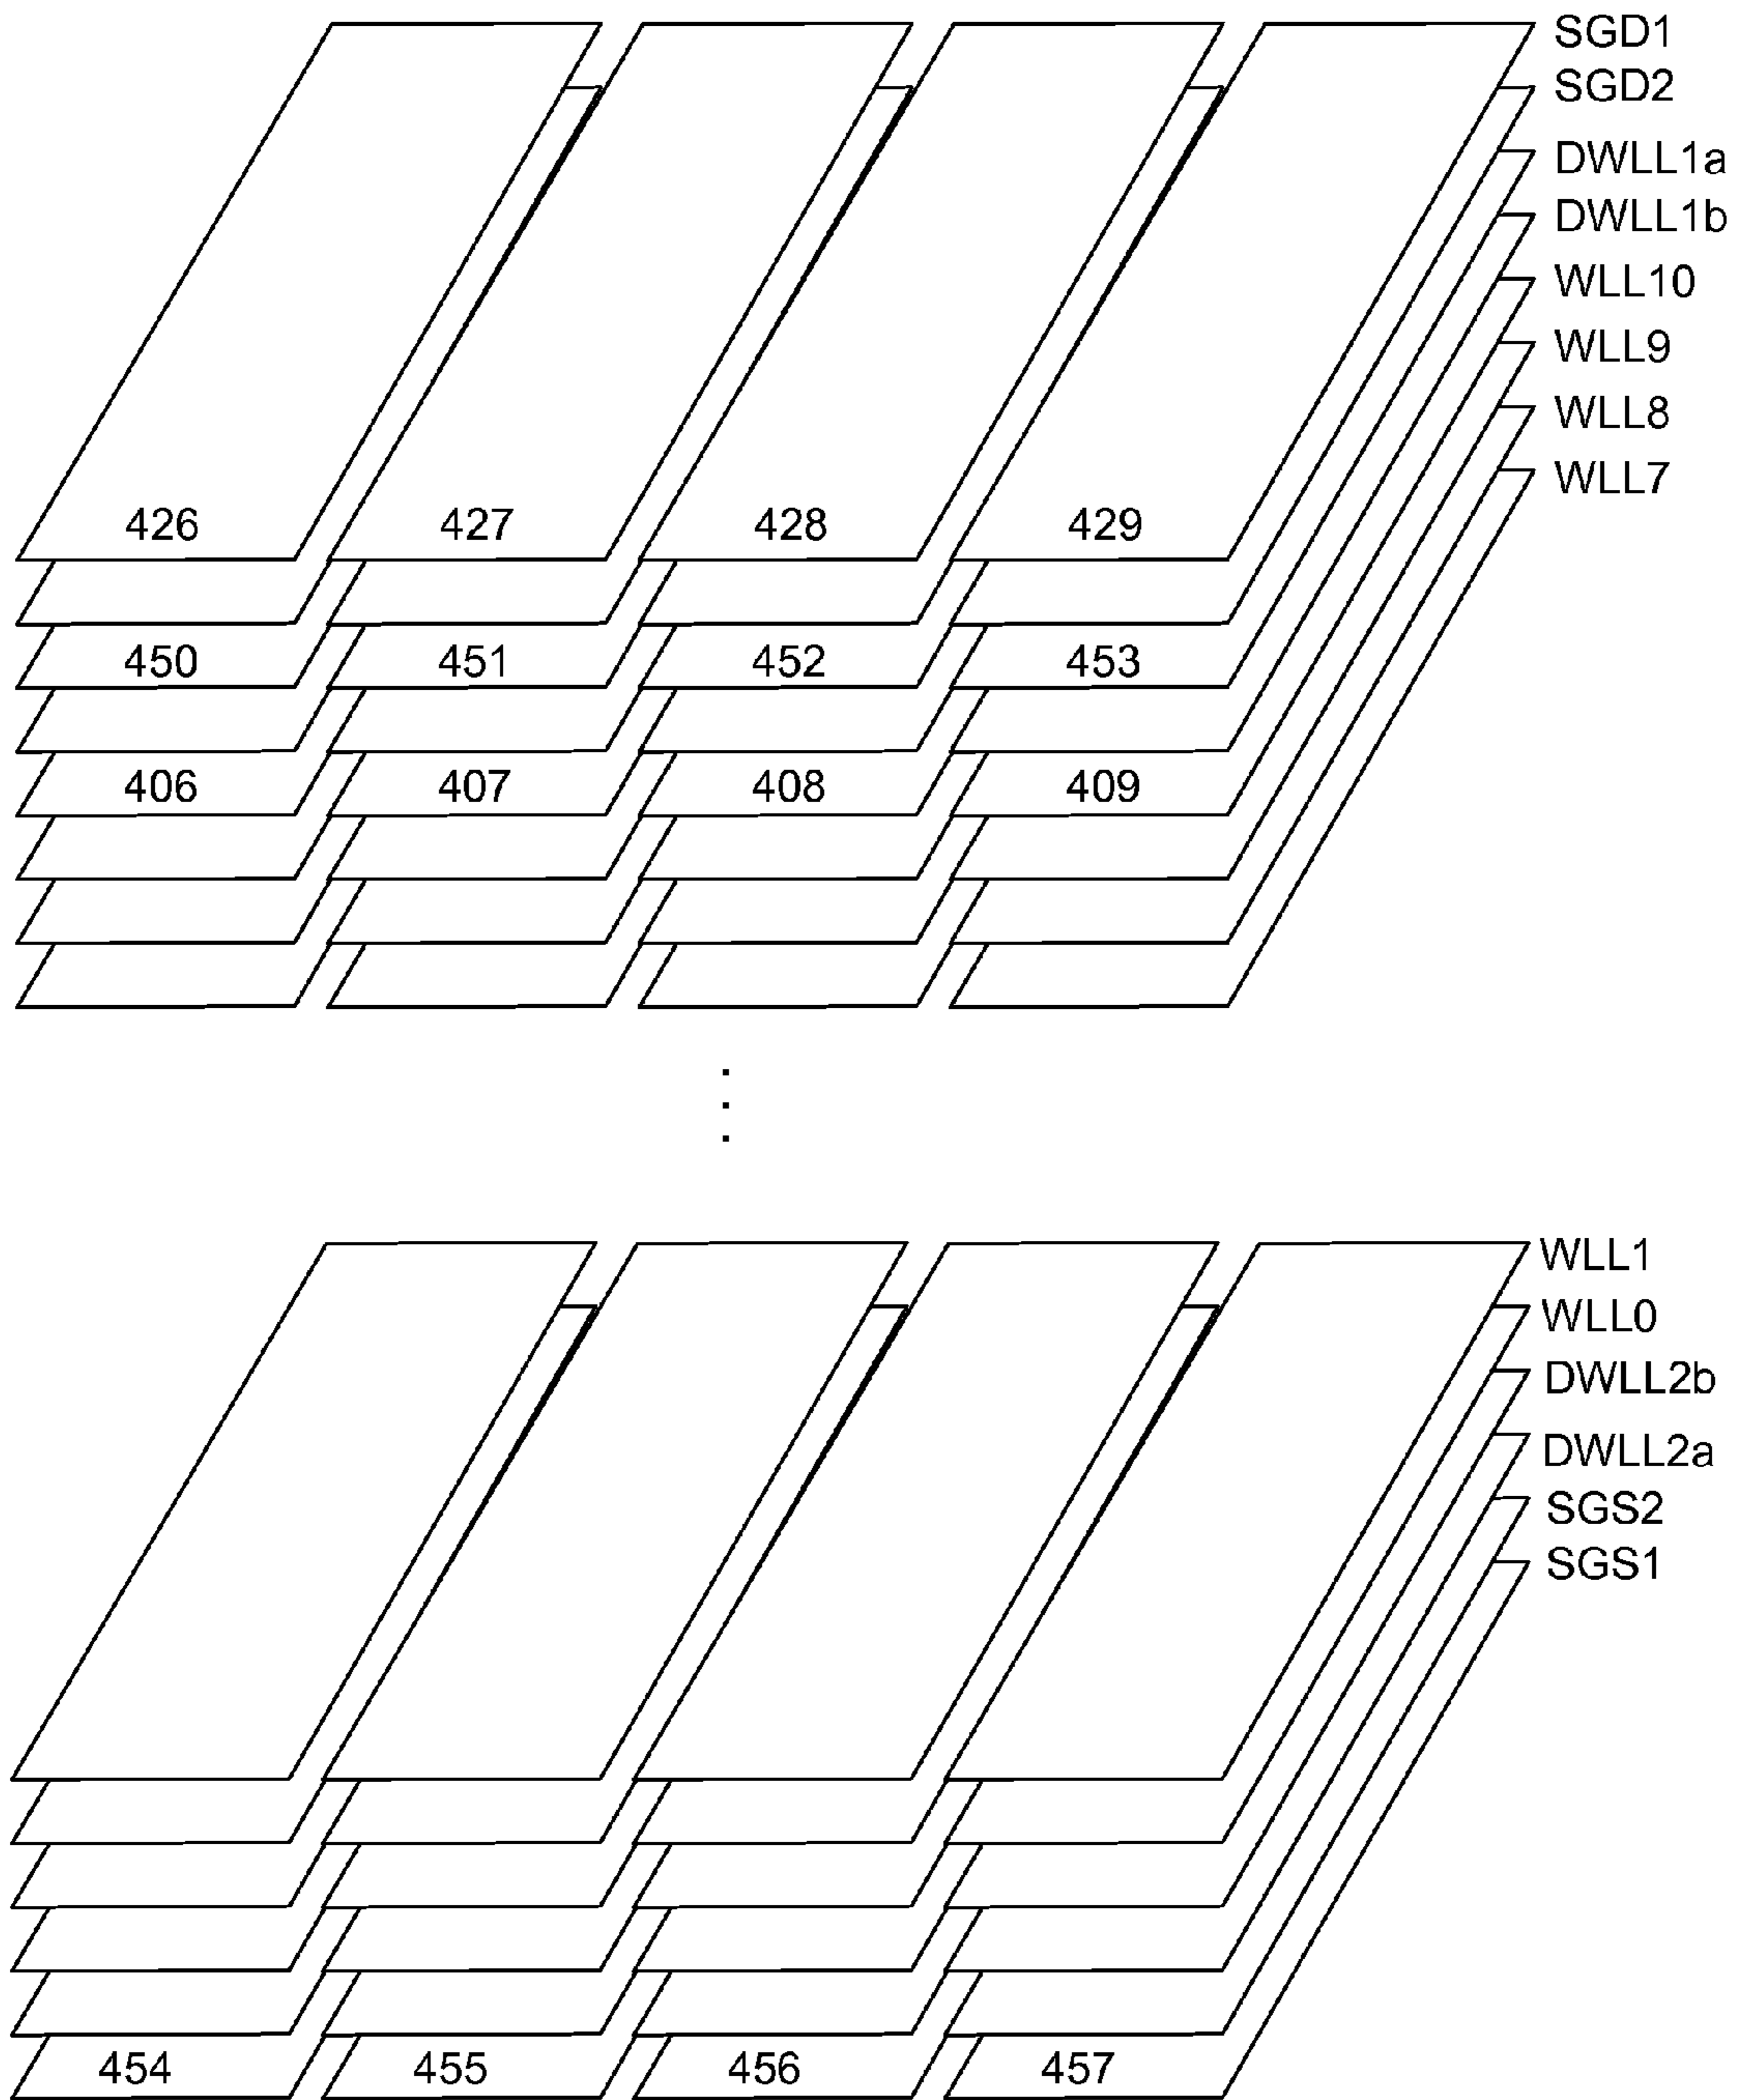 SGD1
SGD2
DWLL1a
DWLL1b
WLL10
WLL9
WLL8
WLL7
426 427 428 429
450 451 452 453
406 407 408 409
WLL1
WLL0
DWLL2b
DWLL2a
SGS2
SGS1
454 455 456 457